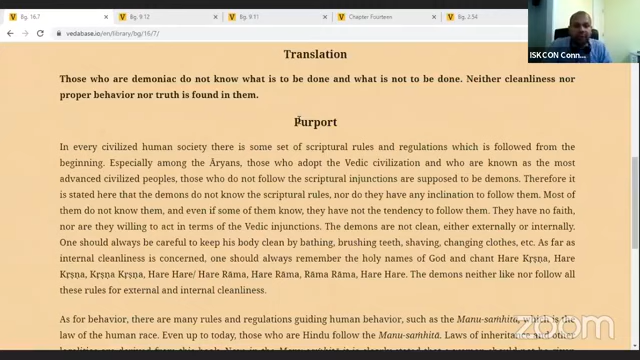 Bg. 16.7
Bg. 9.12
Bg. 9.11
Chapter Fourteen
Bg. 2.54
vedabase.io/en/library/bg/16/7/
ISKCON Conn...
Translation
Those who are demoniac do not know what is to be done and what is not to be done. Neither cleanliness nor
proper behavior nor truth is found in them.
Purport
In every civilized human society there is some set of scriptural rules and regulations which is followed from the
beginning. Especially among the Āryans, those who adopt the Vedic civilization and who are known as the most
advanced civilized peoples, those who do not follow the scriptural injunctions are supposed to be demons. Therefore it
is stated here that the demons do not know the scriptural rules, nor do they have any inclination to follow them. Most of
them do not know them, and even if some of them know, they have not the tendency to follow them. They have no faith,
nor are they willing to act in terms of the Vedic injunctions. The demons are not clean, either externally or internally.
One should always be careful to keep his body clean by bathing, brushing teeth, shaving, changing clothes, etc. As far as
internal cleanliness is concerned, one should always remember the holy names of God and chant Hare Kṛṣṇa, Hare
Kṛṣṇa, Kṛṣṇa Kṛṣṇa, Hare Hare/ Hare Rāma, Hare Rāma, Rāma Rāma, Hare Hare. The demons neither like nor follow all
these rules for external and internal cleanliness.
As for behavior, there are many rules and regulations guiding human behavior, such as the Manu-saṁhitā, which is the
law of the human race. Even up to today, those who are Hindu follow the Manu-saṁhitā. Laws of inheritance and other
zoom